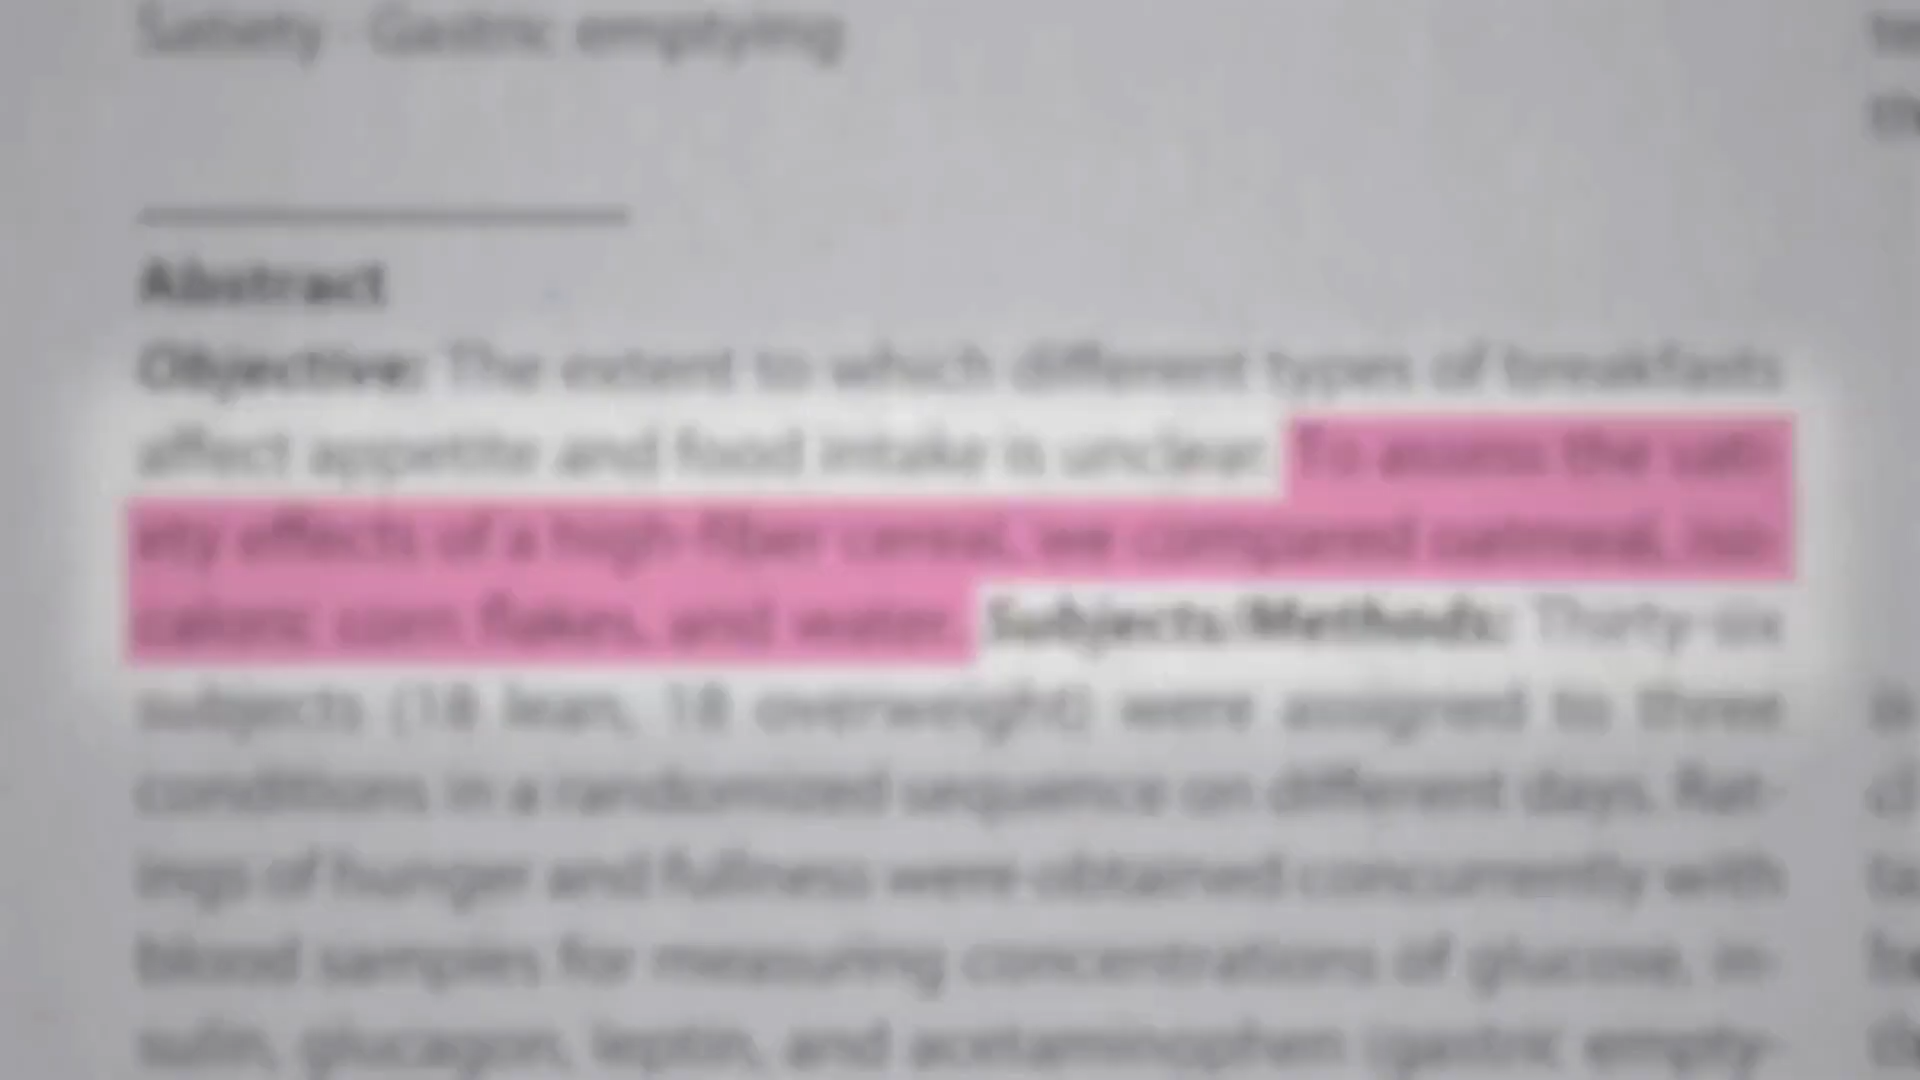 Satiety · Gastric emptying
Abstract
Objective: The extent to which different types of breakfasts
affect appetite and food intake is unclear. To assess the sati-
ety effects of a high-fiber cereal, we compared oatmeal, iso-
caloric corn flakes, and water. Subjects/Methods: Thirty-six
subjects (18 lean, 18 overweight) were assigned to three
conditions in a randomized sequence on different days. Rat-
ings of hunger and fullness were obtained concurrently with
blood samples for measuring concentrations of glucose, in-
sulin, glucagon, leptin, and acetaminophen (gastric empty-